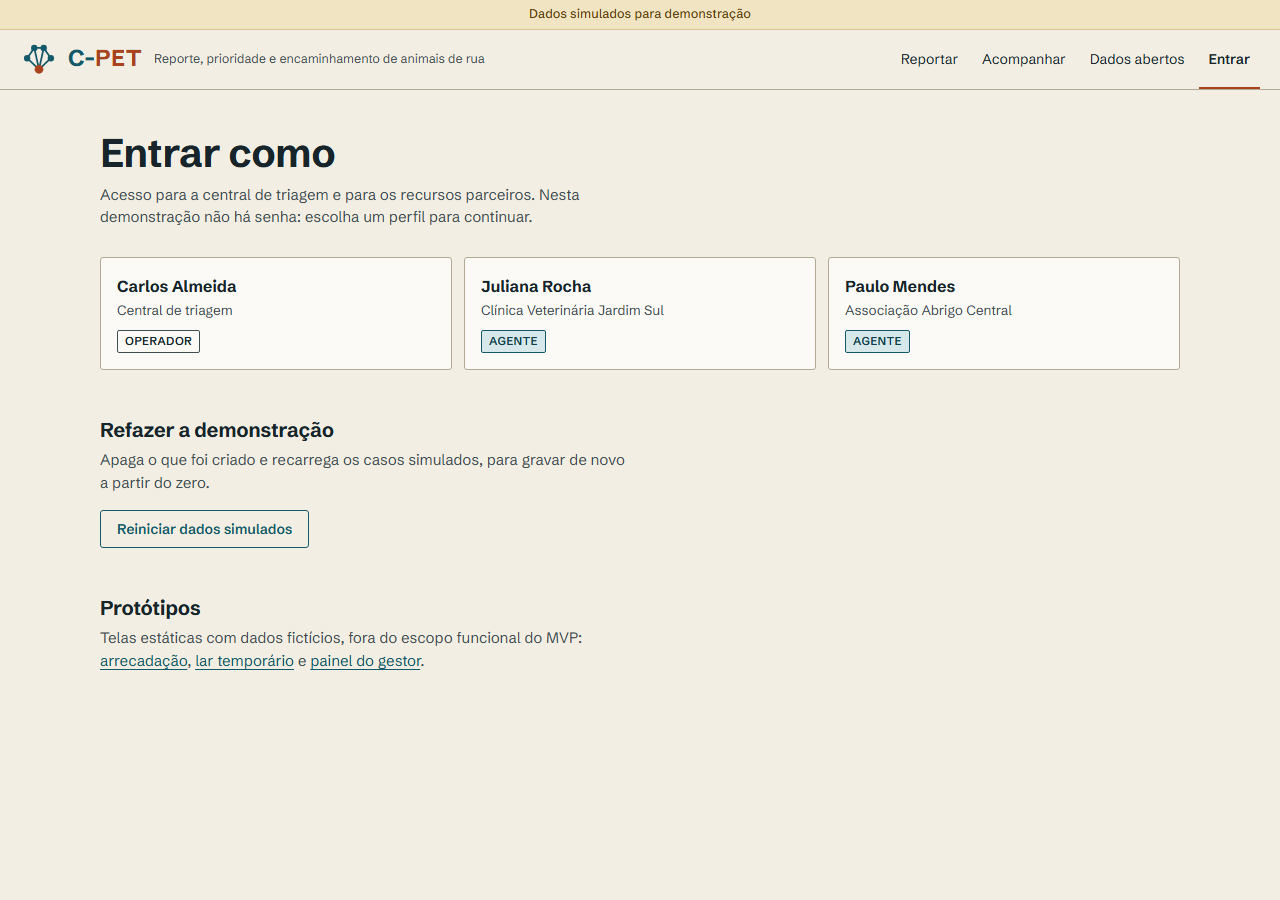 Dados simulados para demonstração
C-PET
Reporte, prioridade e encaminhamento de animais de rua
Reportar
Acompanhar
Dados abertos
Entrar
Entrar como
Acesso para a central de triagem e para os recursos parceiros. Nesta
demonstração não há senha: escolha um perfil para continuar.
Carlos Almeida
Central de triagem
OPERADOR
Juliana Rocha
Clínica Veterinária Jardim Sul
AGENTE
Paulo Mendes
Associação Abrigo Central
AGENTE
Refazer a demonstração
Apaga o que foi criado e recarrega os casos simulados, para gravar de novo
a partir do zero.
Reiniciar dados simulados
Protótipos
Telas estáticas com dados fictícios, fora do escopo funcional do MVP:
arrecadação, lar temporário e painel do gestor.